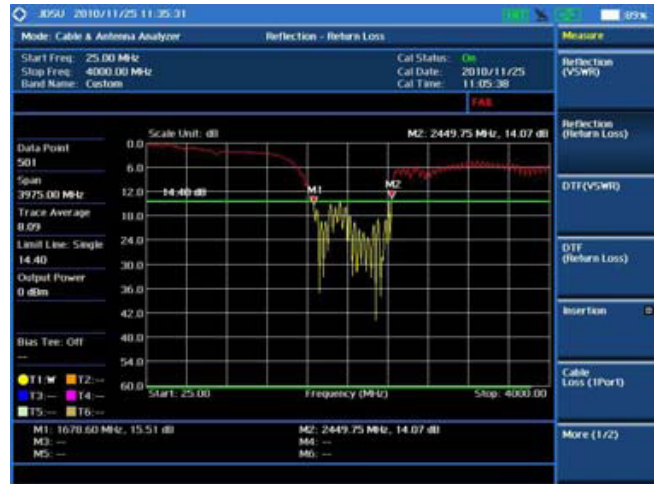 JDSU 2010/11/25 11:35:31
89%
Mode: Cable & Antenna Analyzer Reflection - Return Loss
Measure
Start Freq: 25.00 MHz
Stop Freq: 4000.00 MHz
Band Name: Custom
Cal Status: On
Cal Date: 2010/11/25
Cal Time: 11:05:38
FAIL
Reflection
(VSWR)
Reflection
(Return Loss)
DTF(VSWR)
DTF
(Return Loss)
Insertion
Cable
Loss (1Port)
More (1/2)
Scale Unit: dB M2: 2449.75 MHz, 14.07 dB
Data Point
501
Span
3975.00 MHz
Trace Average
8.09
Limit Line: Single
14.40
Output Power
0 dBm
Bias Tee: Off
--
T1:W T2:--
T3:-- T4:--
T5:-- T6:--
0.0
6.0
12.0
18.0
24.0
30.0
36.0
42.0
48.0
54.0
60.0
14.40 dB
M1
M2
Start: 25.00 Frequency (MHz) Stop: 4000.00
M1: 1678.60 MHz, 15.51 dB M2: 2449.75 MHz, 14.07 dB
M3: -- M4: --
M5: -- M6: --